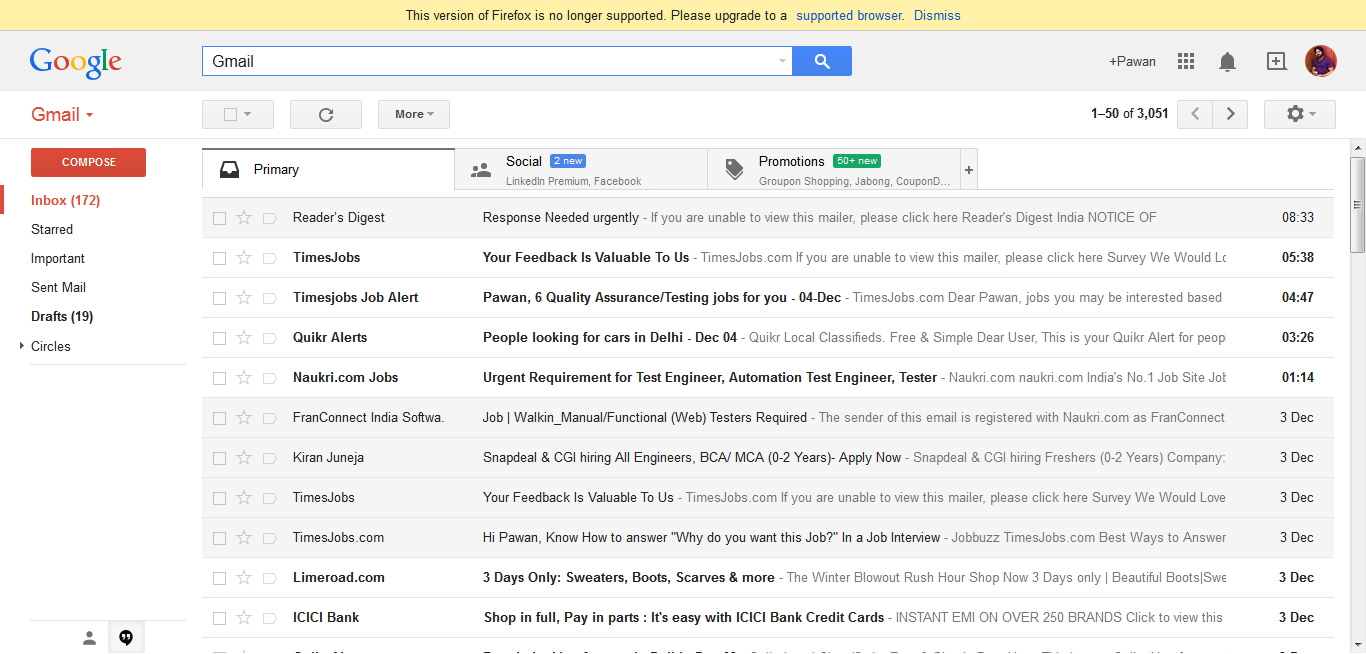 This version of Firefox is no longer supported. Please upgrade to a supported browser. Dismiss
Google
Gmail
+Pawan
Gmail
More
1–50 of 3,051
COMPOSE
Inbox (172)
Starred
Important
Sent Mail
Drafts (19)
Circles
Primary
Social 2 new
LinkedIn Premium, Facebook
Promotions 50+ new
Groupon Shopping, Jabong, CouponD...
Reader's Digest Response Needed urgently - If you are unable to view this mailer, please click here Reader's Digest India NOTICE OF 08:33
TimesJobs Your Feedback Is Valuable To Us - TimesJobs.com If you are unable to view this mailer, please click here Survey We Would Lo 05:38
Timesjobs Job Alert Pawan, 6 Quality Assurance/Testing jobs for you - 04-Dec - TimesJobs.com Dear Pawan, jobs you may be interested based 04:47
Quikr Alerts People looking for cars in Delhi - Dec 04 - Quikr Local Classifieds. Free & Simple Dear User, This is your Quikr Alert for peop 03:26
Naukri.com Jobs Urgent Requirement for Test Engineer, Automation Test Engineer, Tester - Naukri.com naukri.com India's No.1 Job Site Job 01:14
FranConnect India Softwa. Job | Walkin_Manual/Functional (Web) Testers Required - The sender of this email is registered with Naukri.com as FranConnect 3 Dec
Kiran Juneja Snapdeal & CGI hiring All Engineers, BCA/ MCA (0-2 Years)- Apply Now - Snapdeal & CGI hiring Freshers (0-2 Years) Company: 3 Dec
TimesJobs Your Feedback Is Valuable To Us - TimesJobs.com If you are unable to view this mailer, please click here Survey We Would Love 3 Dec
TimesJobs.com Hi Pawan, Know How to answer "Why do you want this Job?" In a Job Interview - Jobbuzz TimesJobs.com Best Ways to Answer 3 Dec
Limeroad.com 3 Days Only: Sweaters, Boots, Scarves & more - The Winter Blowout Rush Hour Shop Now 3 Days only | Beautiful Boots|Swe 3 Dec
ICICI Bank Shop in full, Pay in parts : It's easy with ICICI Bank Credit Cards - INSTANT EMI ON OVER 250 BRANDS Click to view this 3 Dec